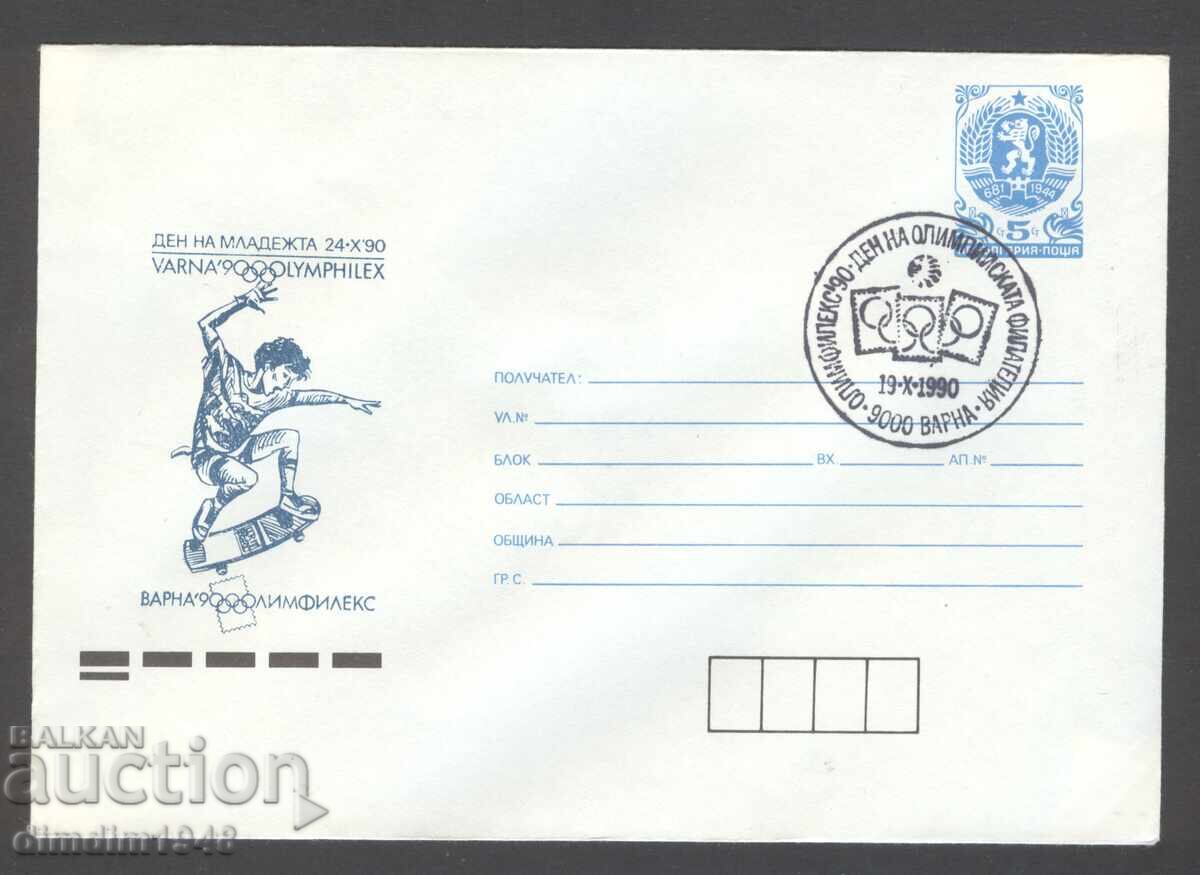 681 1944
5
ст ст
БЪЛГАРИЯ·ПОЩА
ДЕН НА МЛАДЕЖТА 24·X'90
VARNA'90 OLYMPHILEX
ОЛИМФИЛЕКС'90·ДЕН НА ОЛИМПИЙСКАТА ФИЛАТЕЛИЯ
19·X·1990
·9000 ВАРНА·
ПОЛУЧАТЕЛ:
УЛ.№
БЛОК ВХ. АП.№
ОБЛАСТ
ОБЩИНА
ГР. С.
ВАРНА'90 ОЛИМФИЛЕКС
BALKAN
auction
dimdim1948